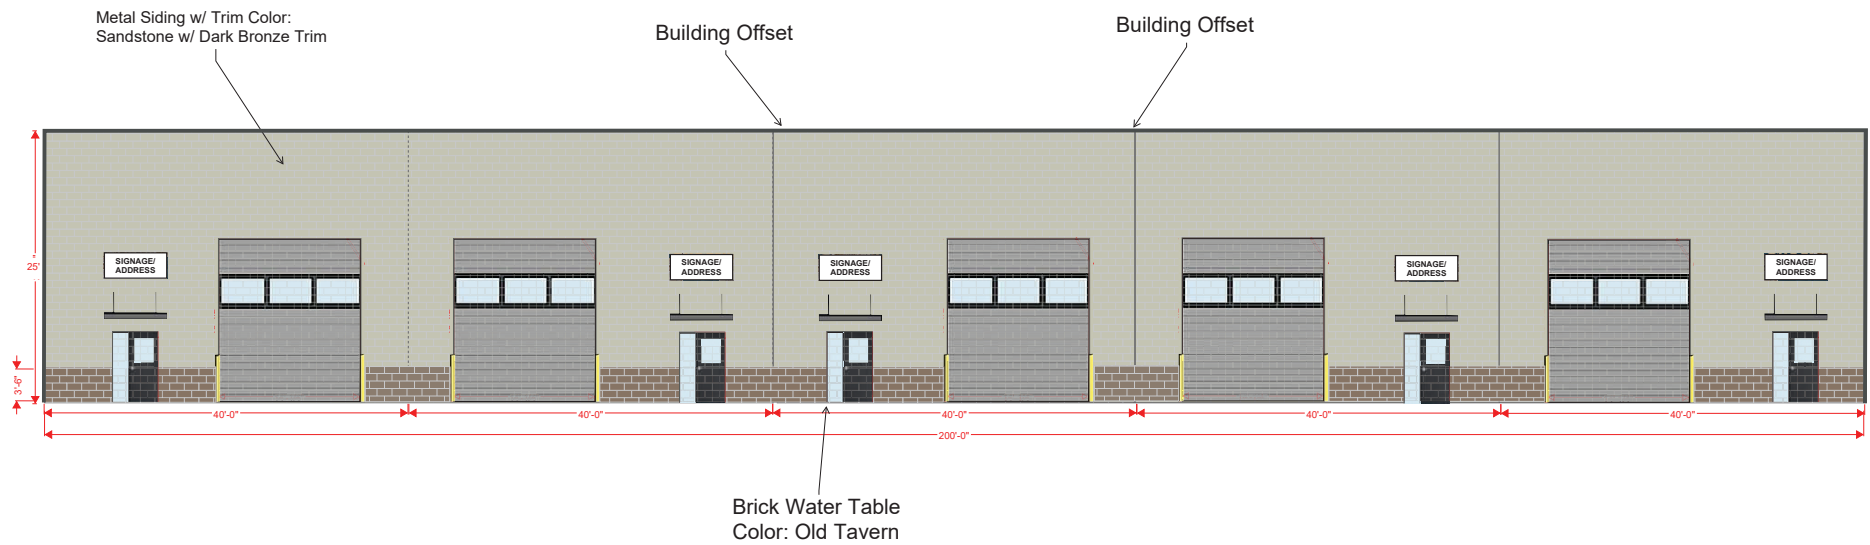 Metal Siding w/ Trim Color:
Sandstone w/ Dark Bronze Trim
Building Offset
Building Offset
SIGNAGE/
ADDRESS
SIGNAGE/
ADDRESS
SIGNAGE/
ADDRESS
SIGNAGE/
ADDRESS
SIGNAGE/
ADDRESS
25'
3'-6"
40'-0"
40'-0"
40'-0"
40'-0"
40'-0"
200'-0"
Brick Water Table
Color: Old Tavern